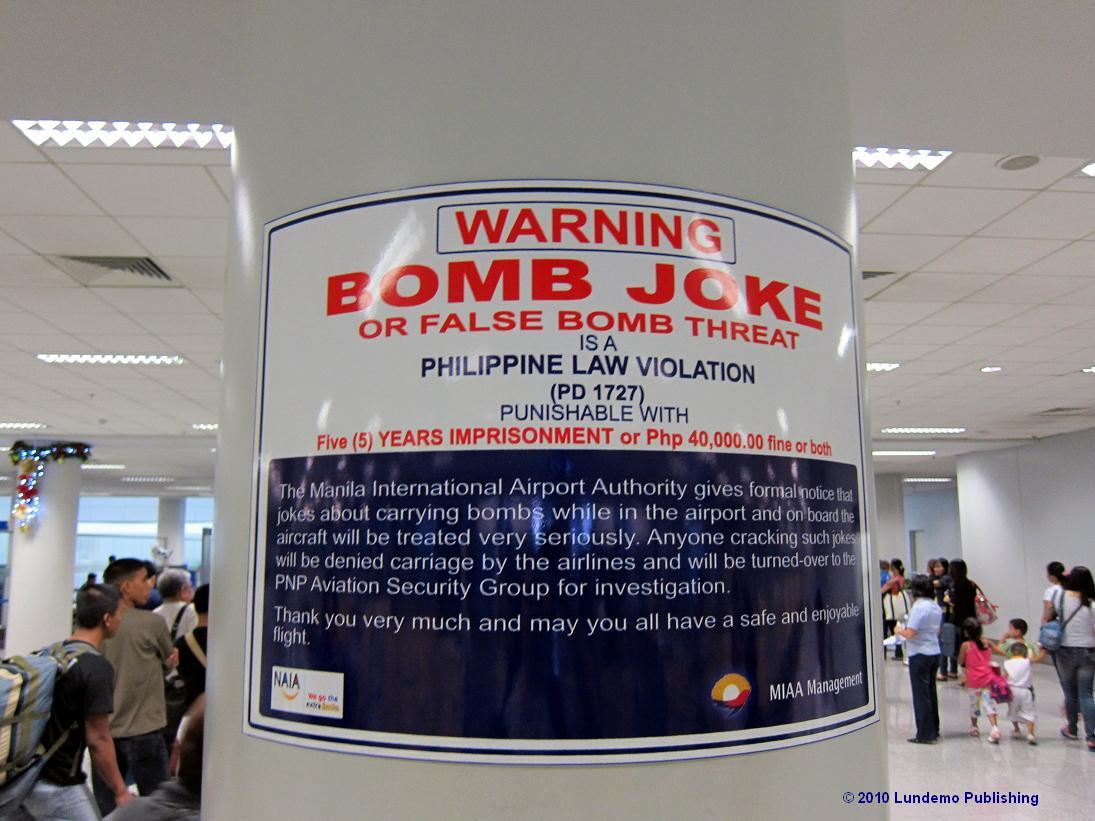 WARNING
BOMB JOKE
OR FALSE BOMB THREAT
IS A
PHILIPPINE LAW VIOLATION
(PD 1727)
PUNISHABLE WITH
Five (5) YEARS IMPRISONMENT or Php 40,000.00 fine or both
The Manila International Airport Authority gives formal notice that
jokes about carrying bombs while in the airport and on board the
aircraft will be treated very seriously. Anyone cracking such jokes
will be denied carriage by the airlines and will be turned-over to the
PNP Aviation Security Group for investigation.
Thank you very much and may you all have a safe and enjoyable
flight.
NAIA
We go the
extra Smile.
MIAA Management
© 2010 Lundemo Publishing